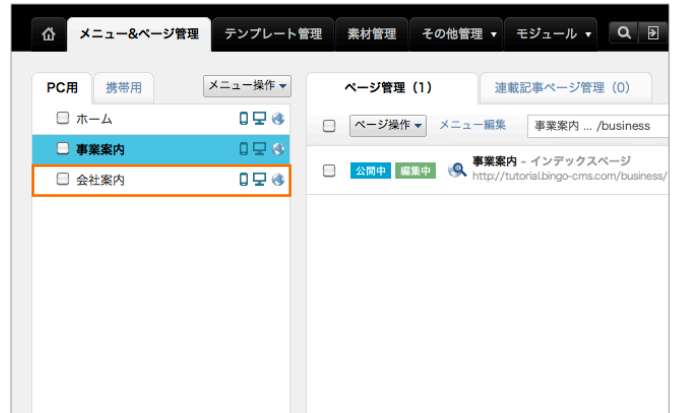 メニュー&ページ管理 テンプレート管理 素材管理 その他管理 ▼ モジュール ▼
PC用 携帯用 メニュー操作 ページ管理（1） 連載記事ページ管理（0）
ホーム
事業案内
会社案内
ページ操作 メニュー編集 事業案内 ... /business
公開中 編集中 事業案内 – インデックスページ
http://tutorial.bingo-cms.com/business/